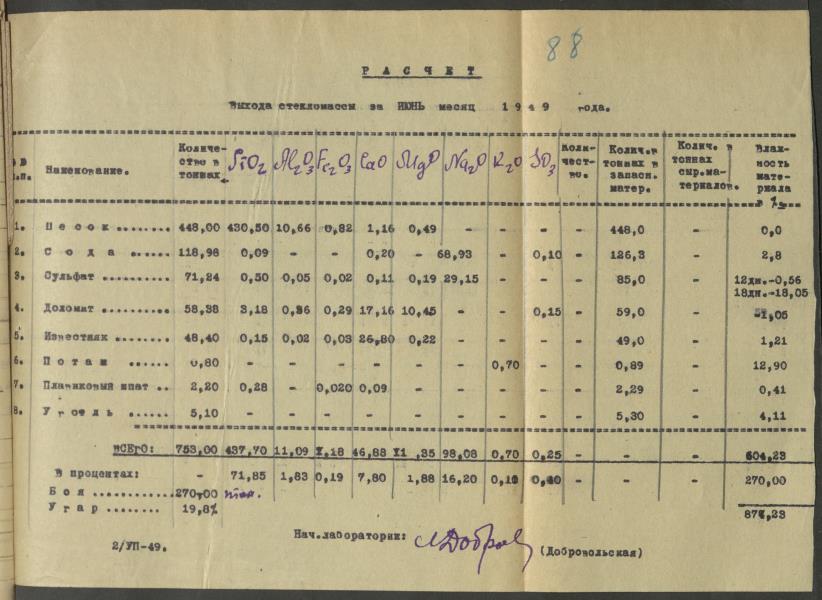 88
РАСЧЕТ
Выхода стекломассы за ИЮНЬ месяц 1949 года.
п.п. Наименование. Количество в тоннах SiO2 Al2O3 Fe2O3 CaO MgO Na2O K2O SO3 Количество. Колич.в тоннах в запасн. матер. Колич. в тоннах сыр.материалов. Влажность материала в %
1. Песок ........ 448,00 430,50 10,66 0,82 1,16 0,49 - - - - 448,0 - 0,0
2. Сода ...... 118,98 0,09 - - 0,20 - 68,93 - 0,10 - 126,3 - 2,8
3. Сульфат .......... 71,24 0,50 0,05 0,02 0,11 0,19 29,15 - - - 85,0 - 12дн.-0,56
18дн.-18,05
4. Доломит .......... 58,38 3,18 0,36 0,29 17,16 10,45 - - 0,15 - 59,0 - 1,05
5. Известняк ........ 48,40 0,15 0,02 0,03 26,80 0,22 - - - - 49,0 - 1,21
6. Поташ ...... 0,80 - - - - - - 0,70 - - 0,89 - 12,90
7. Плавиковый шпат .. 2,20 0,28 - 0,020 0,09 - - - - - 2,29 - 0,41
8. Уголь ...... 5,10 - - - - - - - - - 5,30 - 4,11
ВСЕГО: 753,00 437,70 11,09 1,18 46,88 11,35 98,08 0,70 0,25 - - - 604,23
В процентах: - 71,85 1,83 0,19 7,80 1,88 16,20 - - - 270,00
Боя ............270,00 тон.
Угар ........ 19,8% 874,23
Нач.лаборатории:
2/УП-49. (Добровольская)